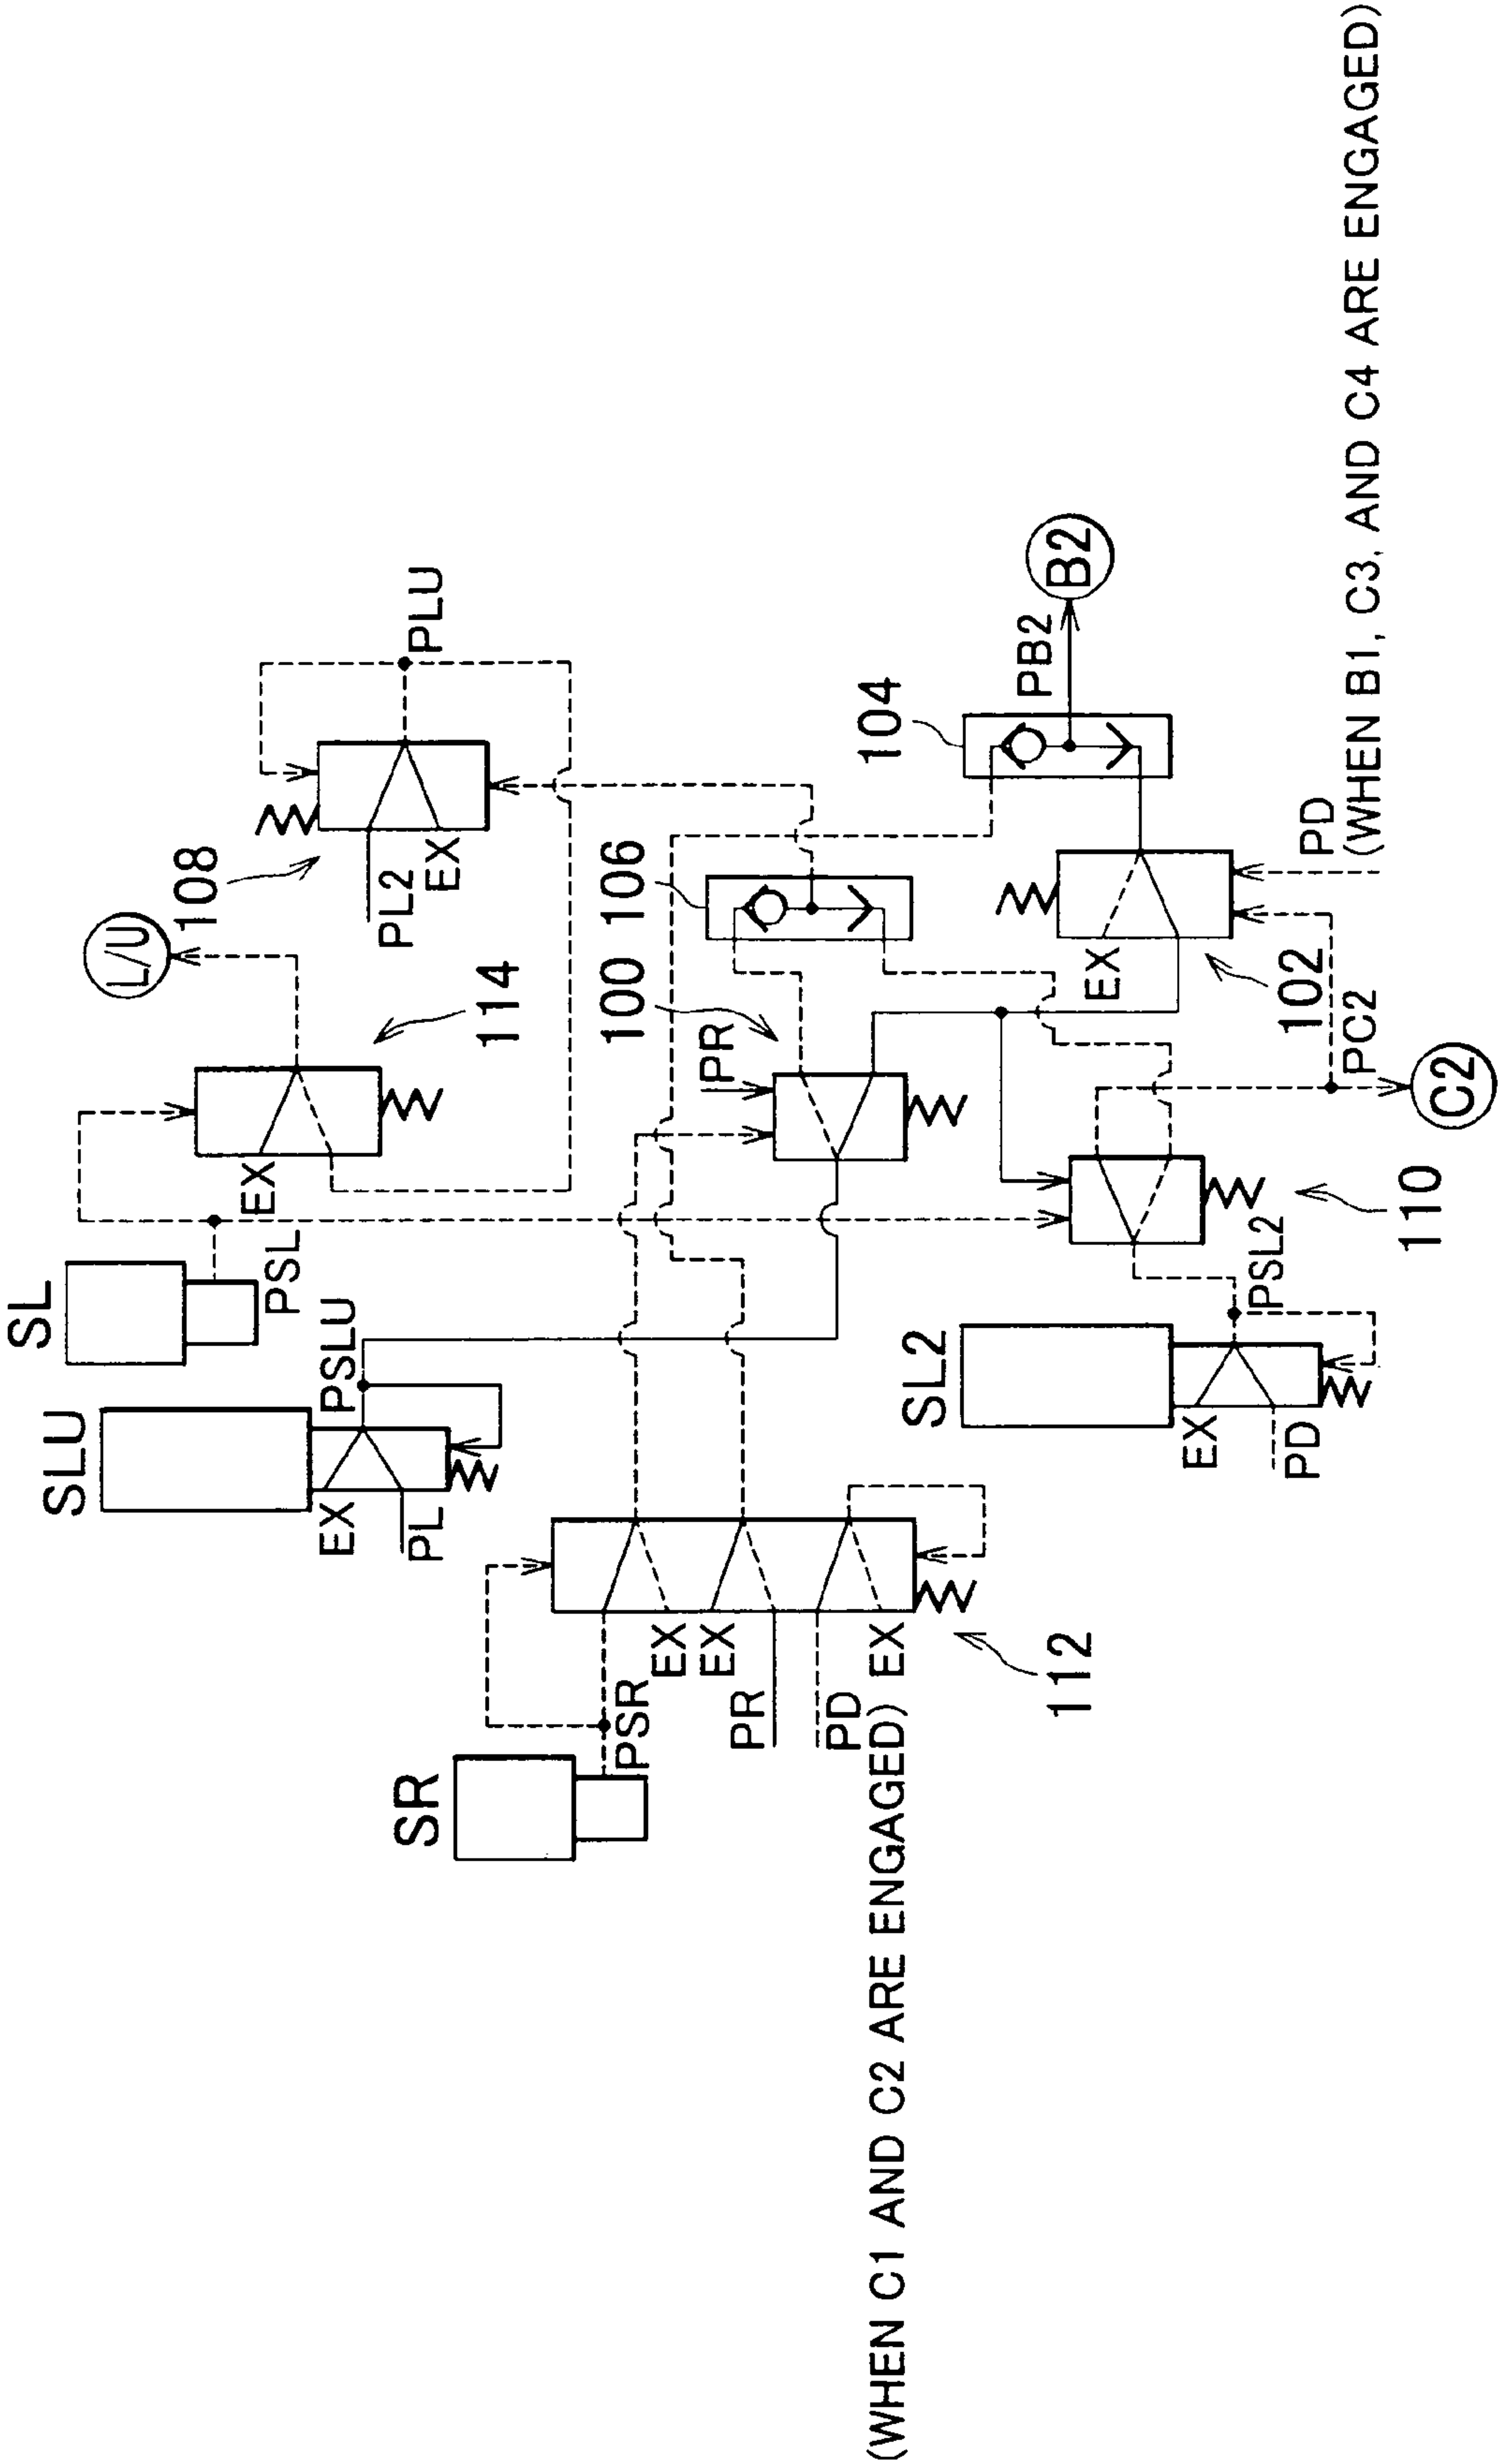 SL
PSL
EX
114
L/U
SLU
EX
PL
PSLU
108
PL2
EX
PLU
SR
PSR
EX
EX
PR
PD
(WHEN C1 AND C2 ARE ENGAGED) EX
112
100
PR
106
104
PB2
B2
SL2
EX
PD
PSL2
110
EX
102
PC2
C2
PD
(WHEN B1, C3, AND C4 ARE ENGAGED)